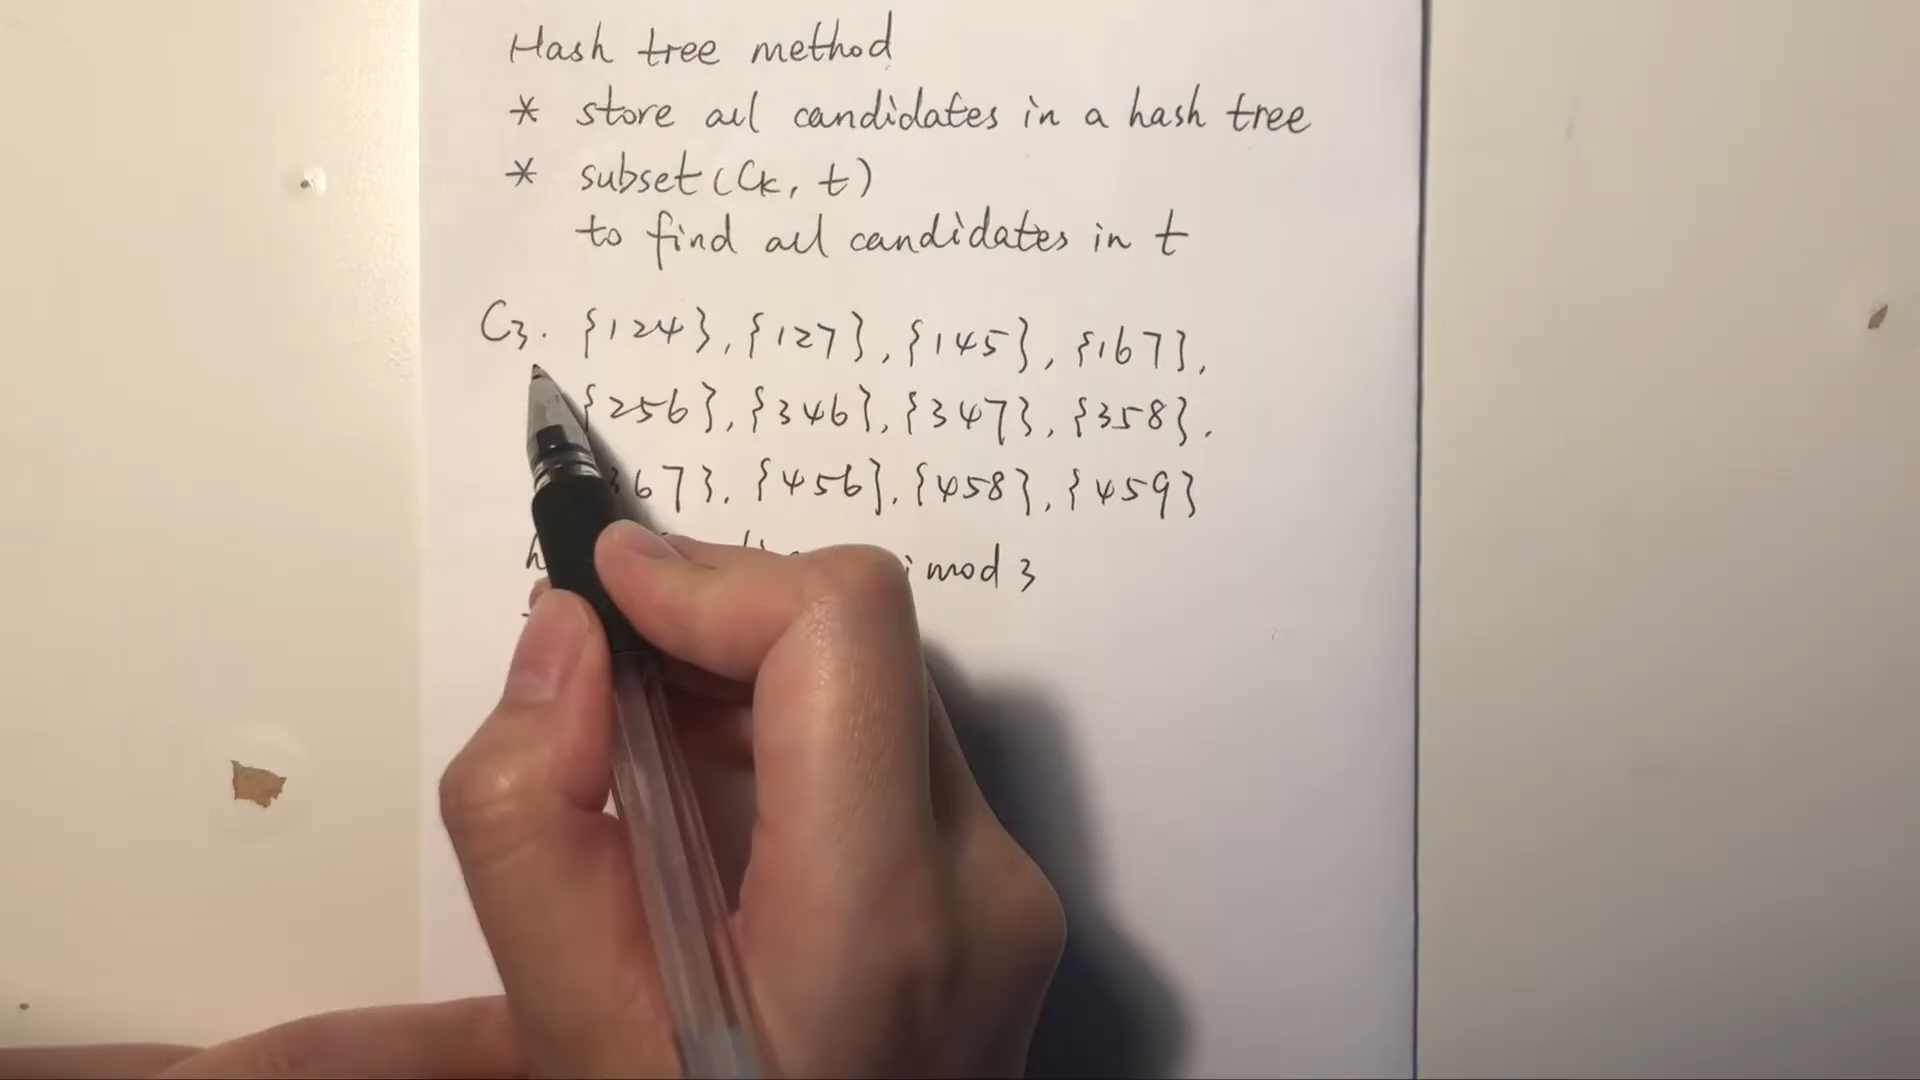 Hash tree method
* store all candidates in a hash tree
* subset(Ck, t)
to find all candidates in t
C3. {124}, {127}, {145}, {167},
{256}, {346}, {347}, {358}.
367}. {456}, {458}, {459}
mod 3